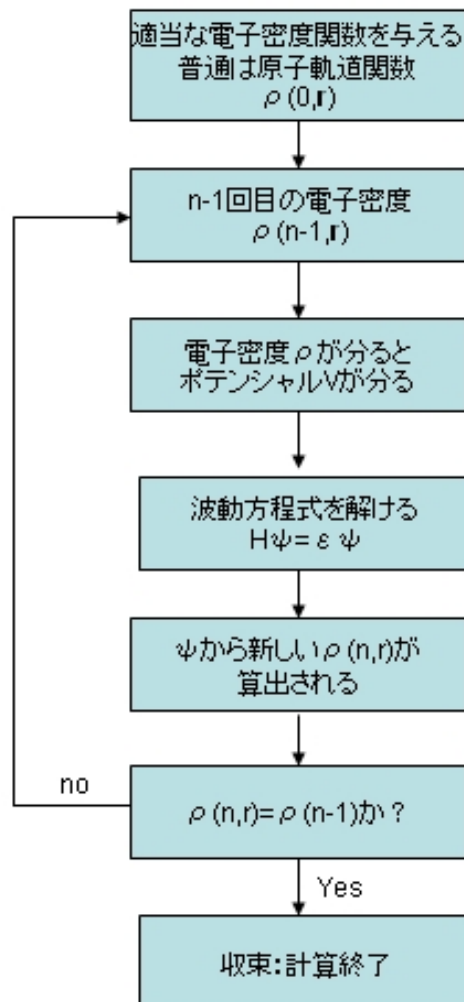 適当な電子密度関数を与える
普通は原子軌道関数
ρ(0,r)
n-1回目の電子密度
ρ(n-1,r)
電子密度ρが分ると
ポテンシャルVが分る
波動方程式を解ける
Hψ=ε ψ
ψから新しいρ(n,r)が
算出される
no
ρ(n,r)=ρ(n-1)か？
Yes
収束:計算終了